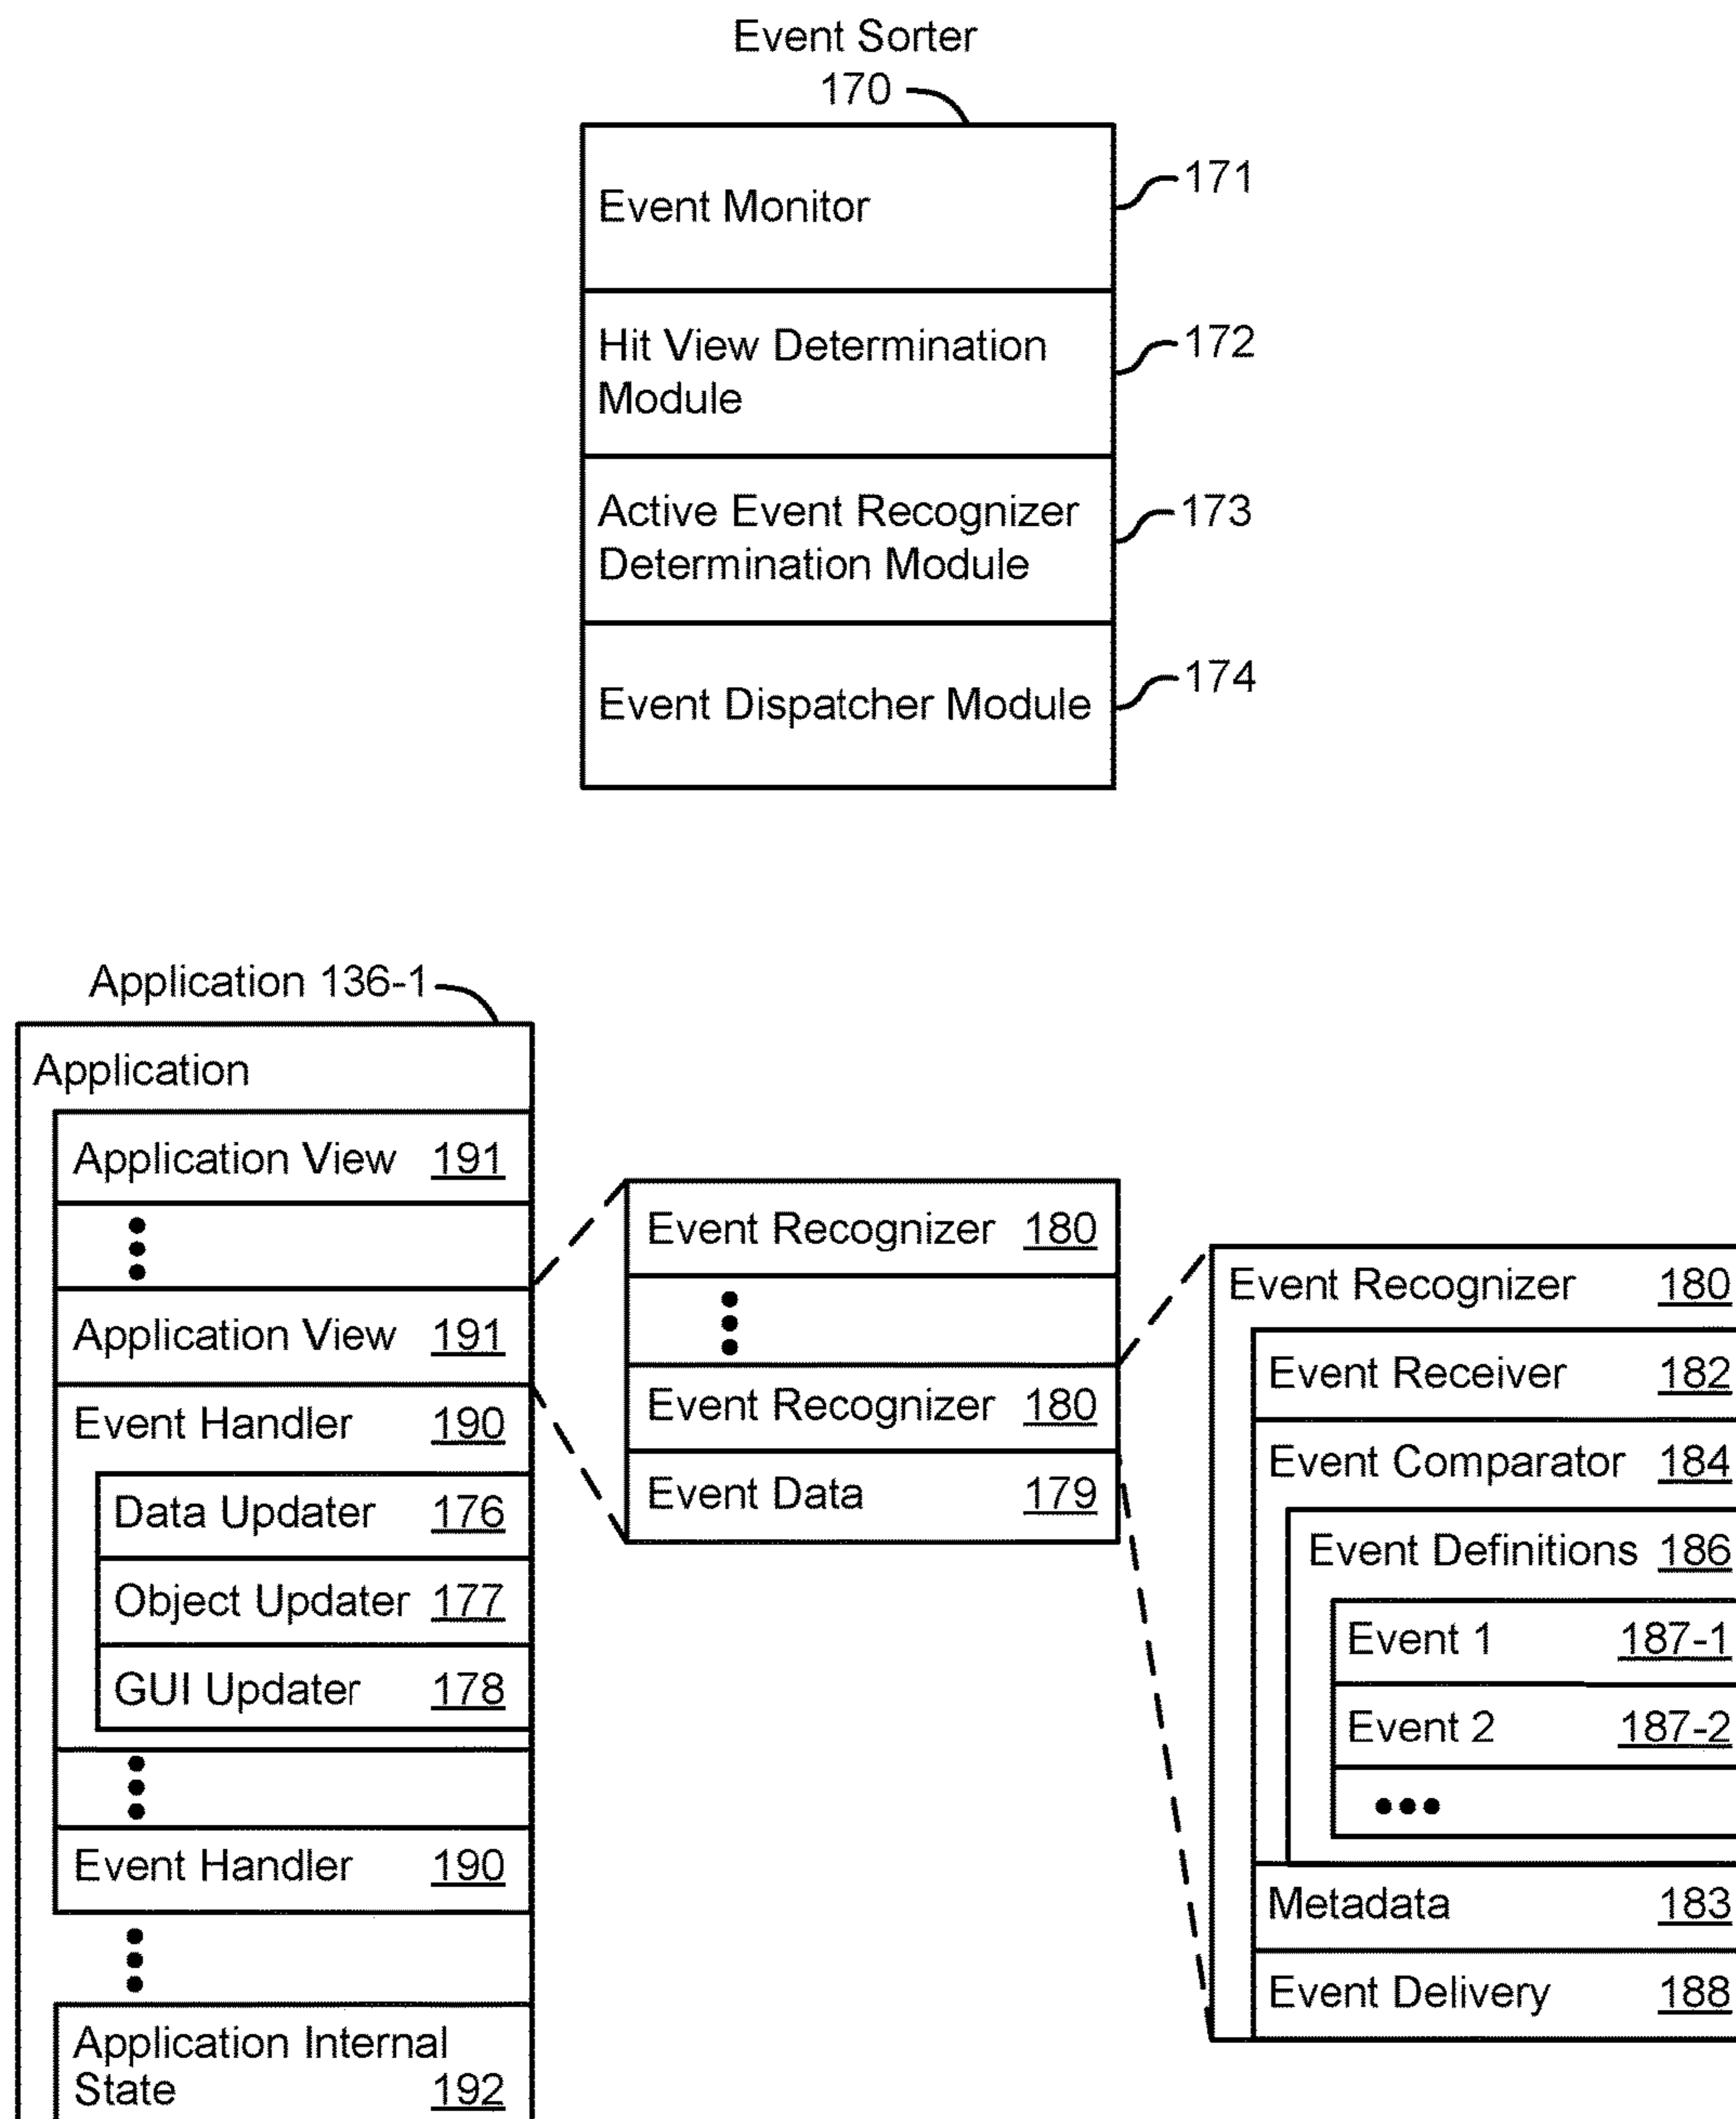 Event Sorter
170
Event Monitor
171
Hit View Determination
Module
172
Active Event Recognizer
Determination Module
173
Event Dispatcher Module
174
Application 136-1
Application
Application View 191
Application View 191
Event Handler 190
Data Updater 176
Object Updater 177
GUI Updater 178
Event Handler 190
Application Internal
State 192
Event Recognizer 180
Event Recognizer 180
Event Data 179
Event Recognizer 180
Event Receiver 182
Event Comparator 184
Event Definitions 186
Event 1 187-1
Event 2 187-2
Metadata 183
Event Delivery 188